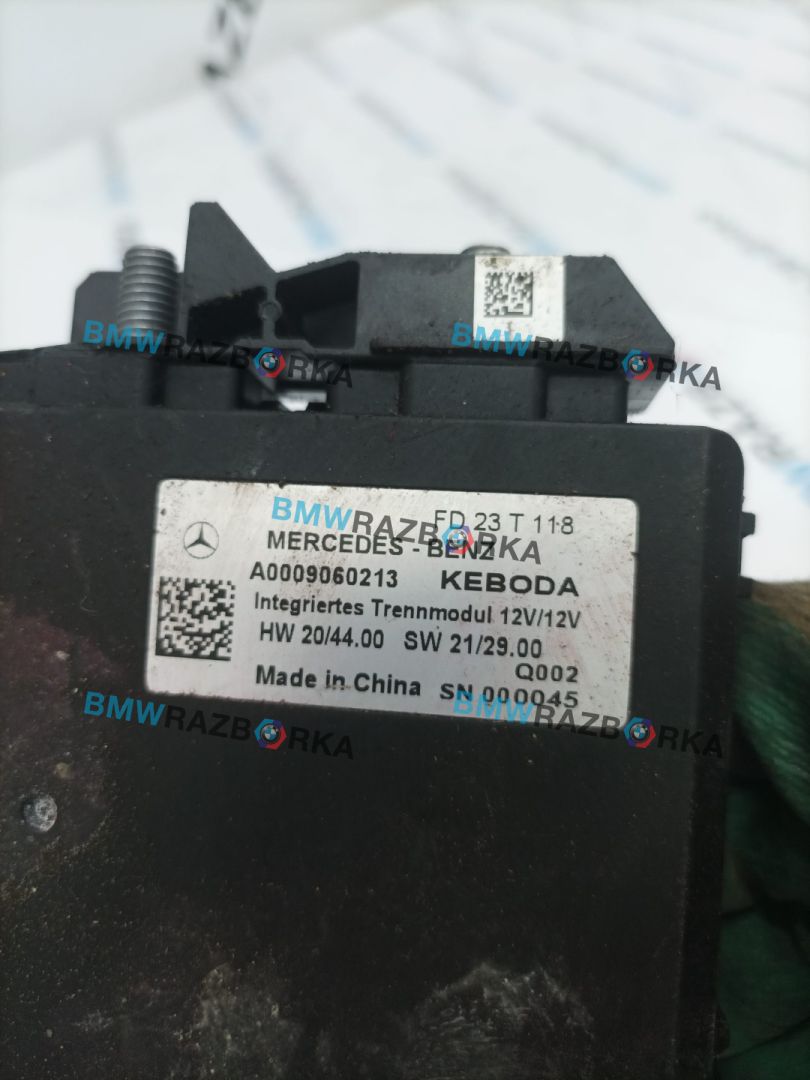 BMWRAZBORKA
BMWRAZBORKA
BMWRAZBORKA
FD 23 T 118
MERCEDES - BENZ
A0009060213 KEBODA
Integriertes Trennmodul 12V/12V
HW 20/44.00 SW 21/29.00
Q002
Made in China SN 000045
BMWRAZBORKA
BMWRAZBORKA